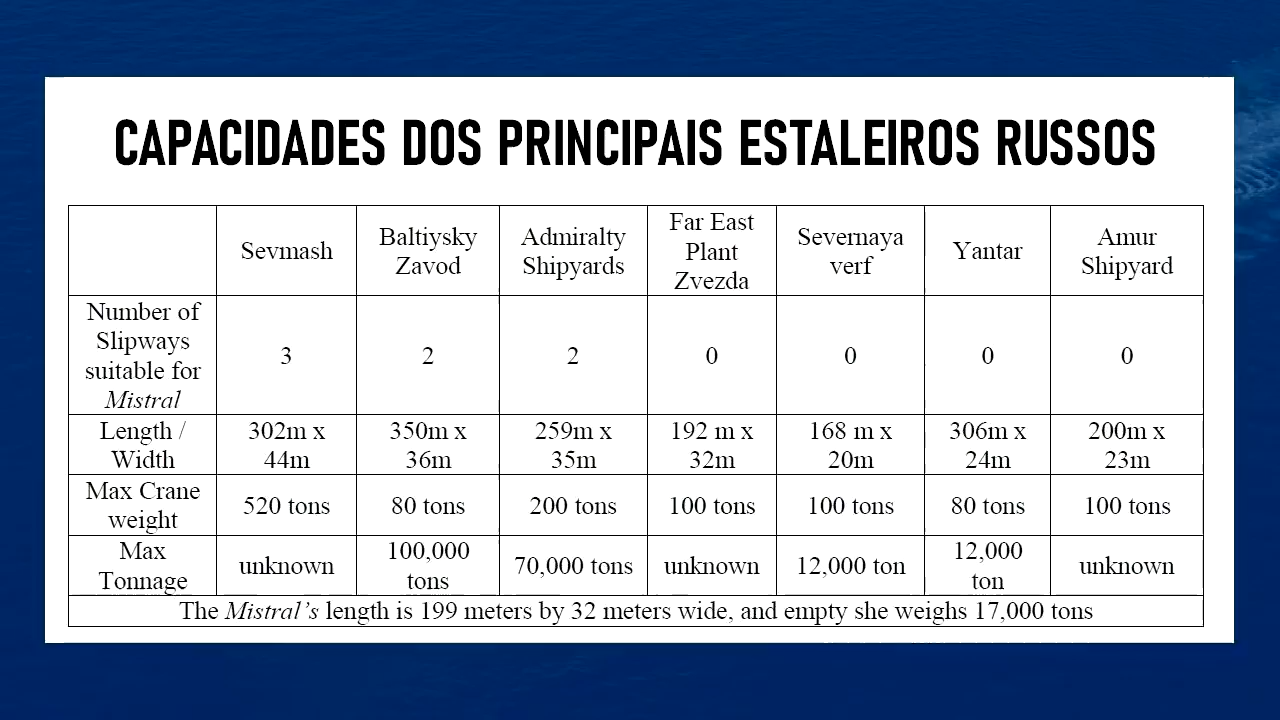 CAPACIDADES DOS PRINCIPAIS ESTALEIROS RUSSOS
Sevmash
Baltiysky
Zavod
Admiralty
Shipyards
Far East
Plant
Zvezda
Severnaya
verf
Yantar
Amur
Shipyard
Number of
Slipways
suitable for
Mistral
3
2
2
0
0
0
0
Length /
Width
302m x
44m
350m x
36m
259m x
35m
192 m x
32m
168 m x
20m
306m x
24m
200m x
23m
Max Crane
weight
520 tons
80 tons
200 tons
100 tons
100 tons
80 tons
100 tons
Max
Tonnage
unknown
100,000
tons
70,000 tons
unknown
12,000 ton
12,000
ton
unknown
The Mistral's length is 199 meters by 32 meters wide, and empty she weighs 17,000 tons